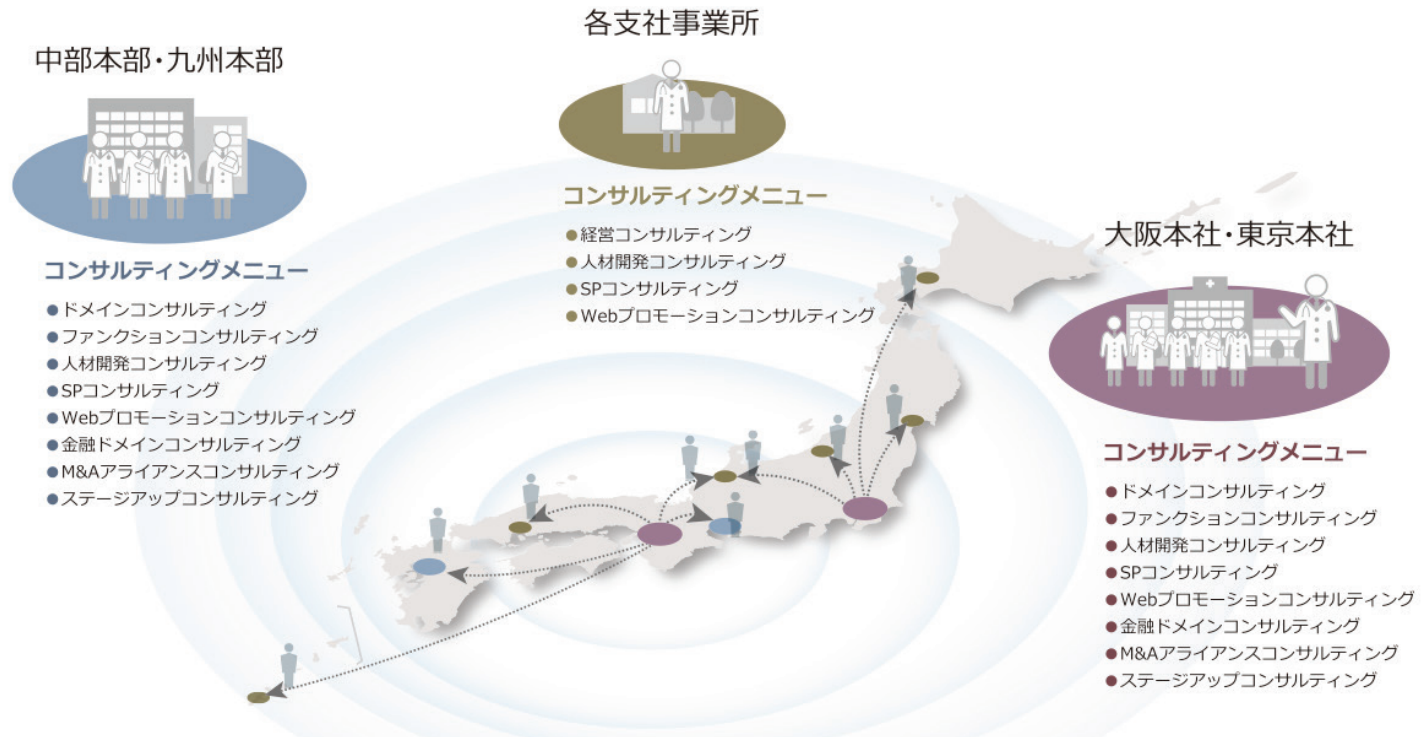 中部本部・九州本部
コンサルティングメニュー
●ドメインコンサルティング
●ファンクションコンサルティング
●人材開発コンサルティング
●SPコンサルティング
●Webプロモーションコンサルティング
●金融ドメインコンサルティング
●M&Aアライアンスコンサルティング
●ステージアップコンサルティング
各支社事業所
コンサルティングメニュー
●経営コンサルティング
●人材開発コンサルティング
●SPコンサルティング
●Webプロモーションコンサルティング
大阪本社・東京本社
コンサルティングメニュー
●ドメインコンサルティング
●ファンクションコンサルティング
●人材開発コンサルティング
●SPコンサルティング
●Webプロモーションコンサルティング
●金融ドメインコンサルティング
●M&Aアライアンスコンサルティング
●ステージアップコンサルティング